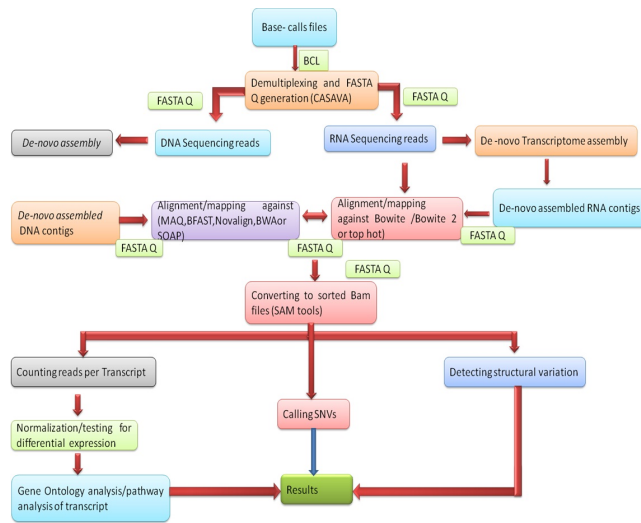 Base- calls files
BCL
Demultiplexing and FASTA
Q generation (CASAVA)
FASTA Q
FASTA Q
De-novo assembly
DNA Sequencing reads
RNA Sequencing reads
De-novo Transcriptome assembly
De-novo assembled
DNA contigs
Alignment/mapping against
(MAQ,BFAST,Novalign,BWAor
SOAP)
Alignment/mapping
against Bowite /Bowite 2
or top hot)
De-novo assembled RNA contigs
FASTA Q
FASTA Q
FASTA Q
FASTA Q
Converting to sorted Bam
files (SAM tools)
Counting reads per Transcript
Detecting structural variation
Normalization/testing for
differential expression
Calling SNVs
Gene Ontology analysis/pathway
analysis of transcript
Results